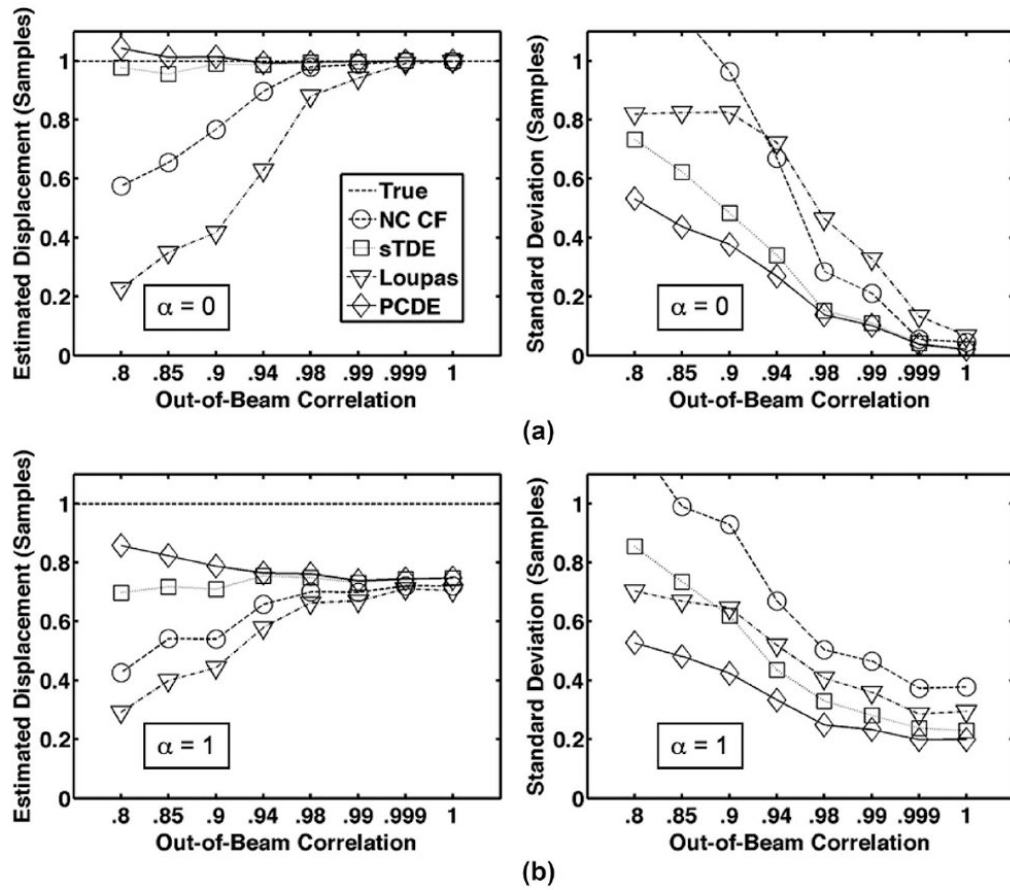 Estimated Displacement (Samples)
1
0.8
0.6
0.4
0.2
0
.8 .85 .9 .94 .98 .99 .999 1
Out-of-Beam Correlation
α = 0
True
NC CF
sTDE
Loupas
PCDE
Standard Deviation (Samples)
1
0.8
0.6
0.4
0.2
0
.8 .85 .9 .94 .98 .99 .999 1
Out-of-Beam Correlation
α = 0
(a)
Estimated Displacement (Samples)
1
0.8
0.6
0.4
0.2
0
.8 .85 .9 .94 .98 .99 .999 1
Out-of-Beam Correlation
α = 1
Standard Deviation (Samples)
1
0.8
0.6
0.4
0.2
0
.8 .85 .9 .94 .98 .99 .999 1
Out-of-Beam Correlation
α = 1
(b)